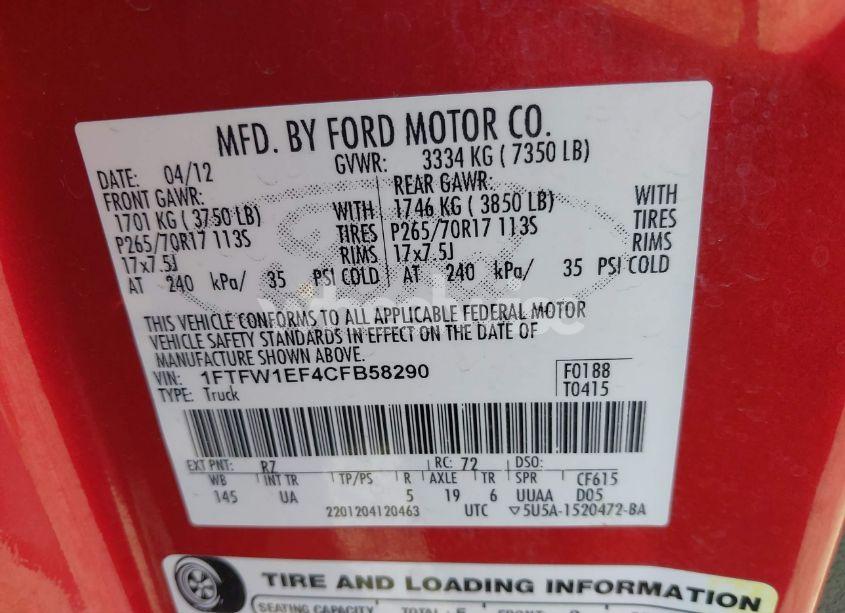 MFD. BY FORD MOTOR CO.
DATE: 04/12 GVWR: 3334 KG ( 7350 LB)
FRONT GAWR: REAR GAWR:
1701 KG ( 3750 LB) WITH 1746 KG ( 3850 LB) WITH
P265/70R17 113S TIRES P265/70R17 113S TIRES
17x7.5J RIMS 17x7.5J RIMS
AT 240 kPa/ 35 PSI COLD AT 240 kPa/ 35 PSI COLD
THIS VEHICLE CONFORMS TO ALL APPLICABLE FEDERAL MOTOR
VEHICLE SAFETY STANDARDS IN EFFECT ON THE DATE OF
MANUFACTURE SHOWN ABOVE.
VIN: 1FTFW1EF4CFB58290 F0188
TYPE: Truck T0415
EXT PNT: RZ RC: 72 DSO:
WB INT TR TP/PS R AXLE TR SPR CF615
145 UA 5 19 6 UUAA D05
2201204120463 UTC ▽5U5A-1520472-BA
TIRE AND LOADING INFORMATION
SEATING CAPACITY TOTAL